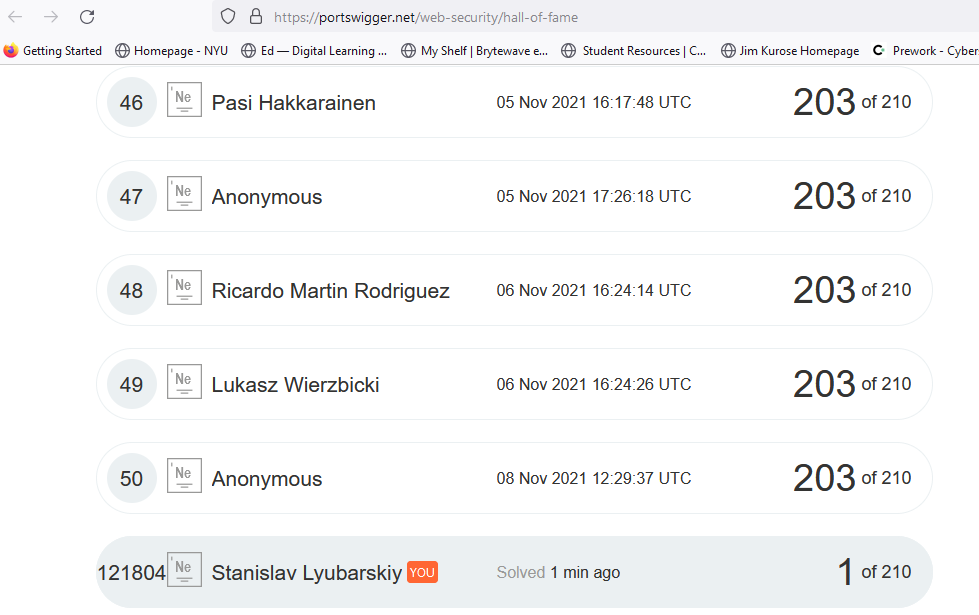 https://portswigger.net/web-security/hall-of-fame
Getting Started Homepage - NYU Ed — Digital Learning ... My Shelf | Brytewave e... Student Resources | C... Jim Kurose Homepage Prework - Cyber
46 Ne Pasi Hakkarainen 05 Nov 2021 16:17:48 UTC 203 of 210
47 Ne Anonymous 05 Nov 2021 17:26:18 UTC 203 of 210
48 Ne Ricardo Martin Rodriguez 06 Nov 2021 16:24:14 UTC 203 of 210
49 Ne Lukasz Wierzbicki 06 Nov 2021 16:24:26 UTC 203 of 210
50 Ne Anonymous 08 Nov 2021 12:29:37 UTC 203 of 210
121804 Ne Stanislav Lyubarskiy YOU Solved 1 min ago 1 of 210